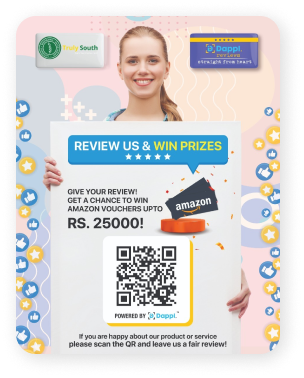 South
Dappi.
reviews
straight from heart
REVIEW US & WIN PRIZES
GIVE YOUR REVIEW!
GET A CHANCE TO WIN
AMAZON VOUCHERS UPTO
RS. 25000!
amazon
POWERED BY Dappi.
If you are happy about our product or service
please scan the QR and leave us a fair review!